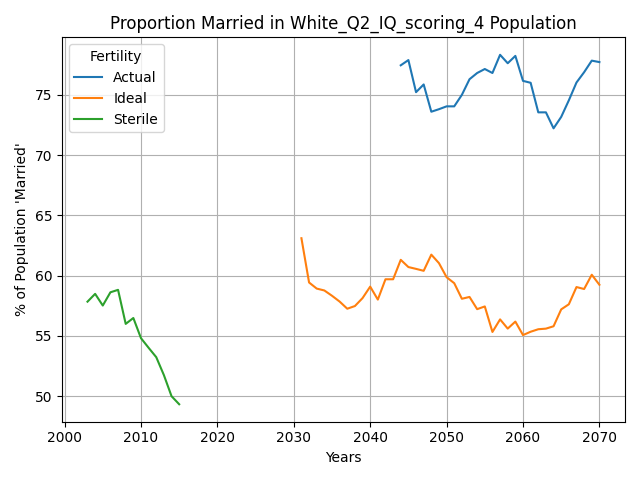 Proportion Married in White_Q2_IQ_scoring_4 Population
Fertility
Actual
Ideal
Sterile
% of Population 'Married'
75
70
65
60
55
50
2000
2010
2020
2030
2040
2050
2060
2070
Years